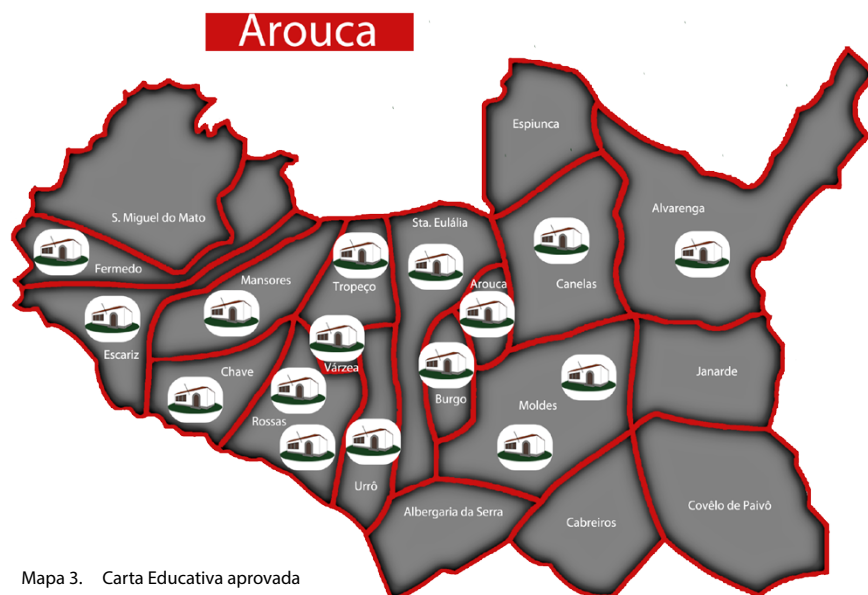 Arouca
Espiunca
S. Miguel do Mato
Sta. Eulália
Alvarenga
Fermedo
Mansores
Tropeço
Arouca
Canelas
Escariz
Chave
Várzea
Janarde
Rossas
Burgo
Moldes
Urrô
Albergaria da Serra
Cabreiros
Covêlo de Paivô
Mapa 3. Carta Educativa aprovada